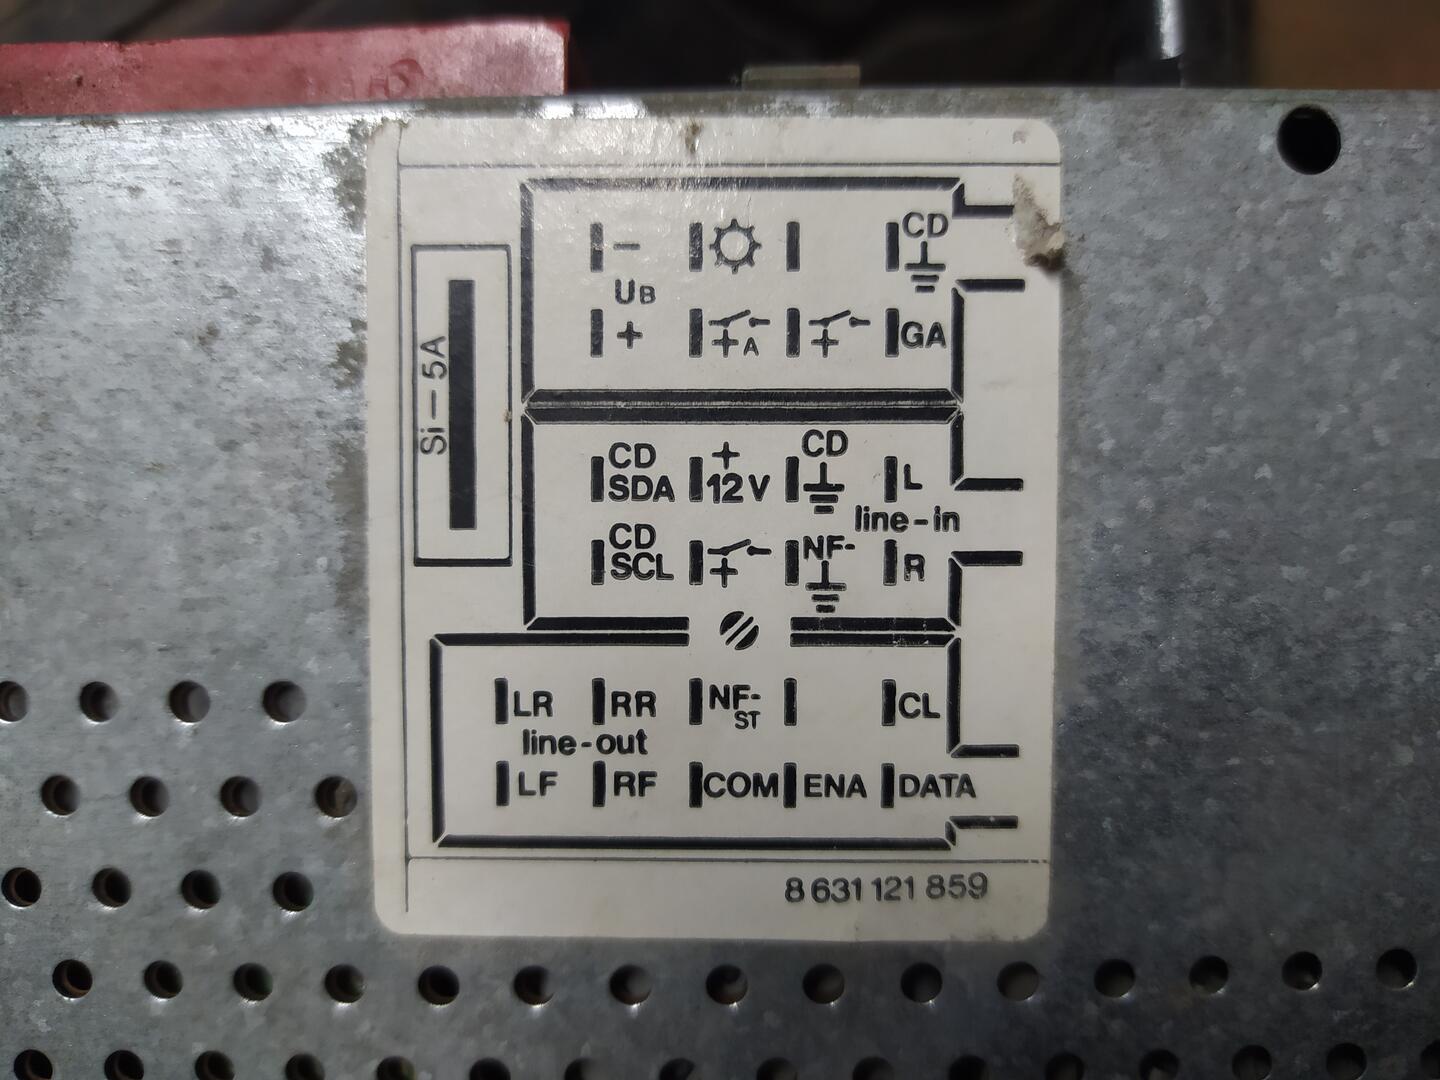 CD
−
UB
+
A
GA
Si-5A
CD
SDA
+
12V
CD
L
line-in
CD
SCL
+
NF-
R
LR
RR
NF-
ST
CL
line-out
LF
RF
COM
ENA
DATA
8 631 121 859